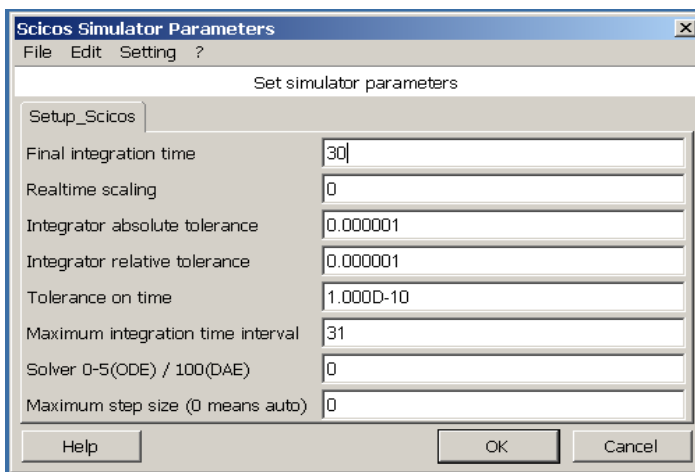 Scicos Simulator Parameters
File Edit Setting ?
Set simulator parameters
Setup_Scicos
Final integration time 30
Realtime scaling 0
Integrator absolute tolerance 0.000001
Integrator relative tolerance 0.000001
Tolerance on time 1.000D-10
Maximum integration time interval 31
Solver 0-5(ODE) / 100(DAE) 0
Maximum step size (0 means auto) 0
Help OK Cancel